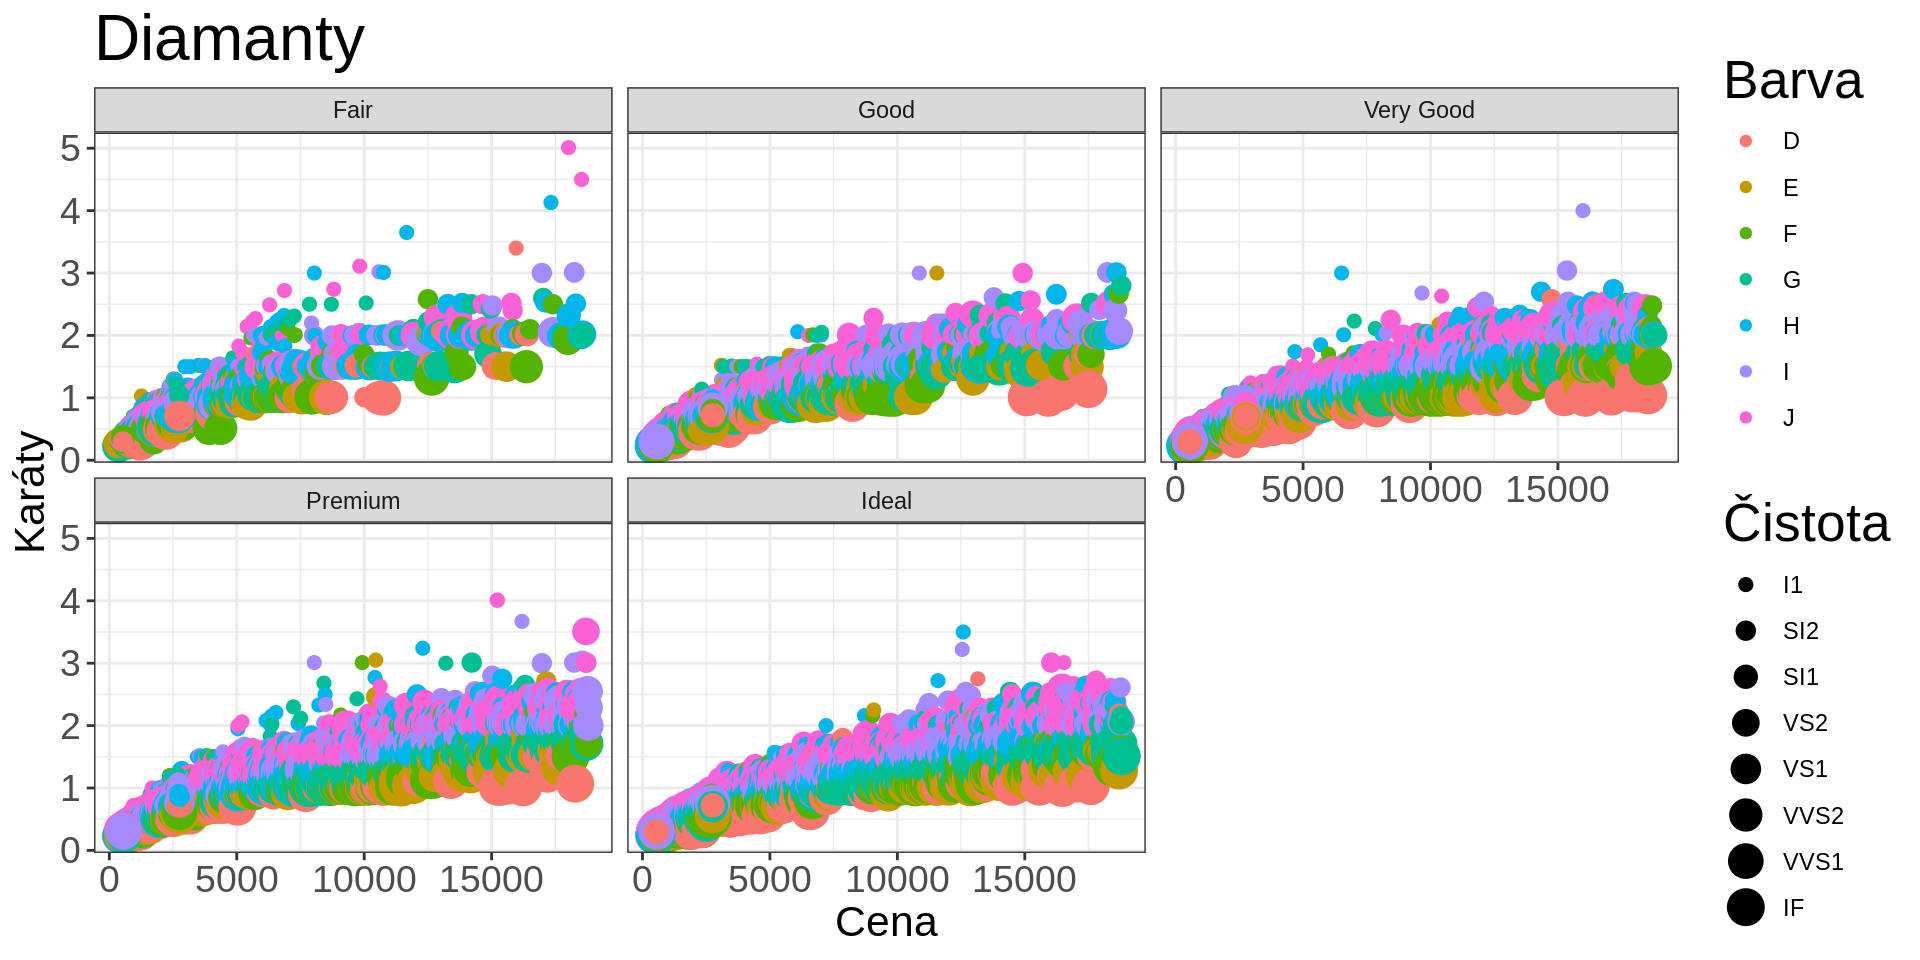 Diamanty
Fair
Good
Very Good
5
4
3
2
1
0
0
5000
10000
15000
Premium
Ideal
5
4
3
2
1
0
0
5000
10000
15000
0
5000
10000
15000
Karáty
Cena
Barva
D
E
F
G
H
I
J
Čistota
I1
SI2
SI1
VS2
VS1
VVS2
VVS1
IF